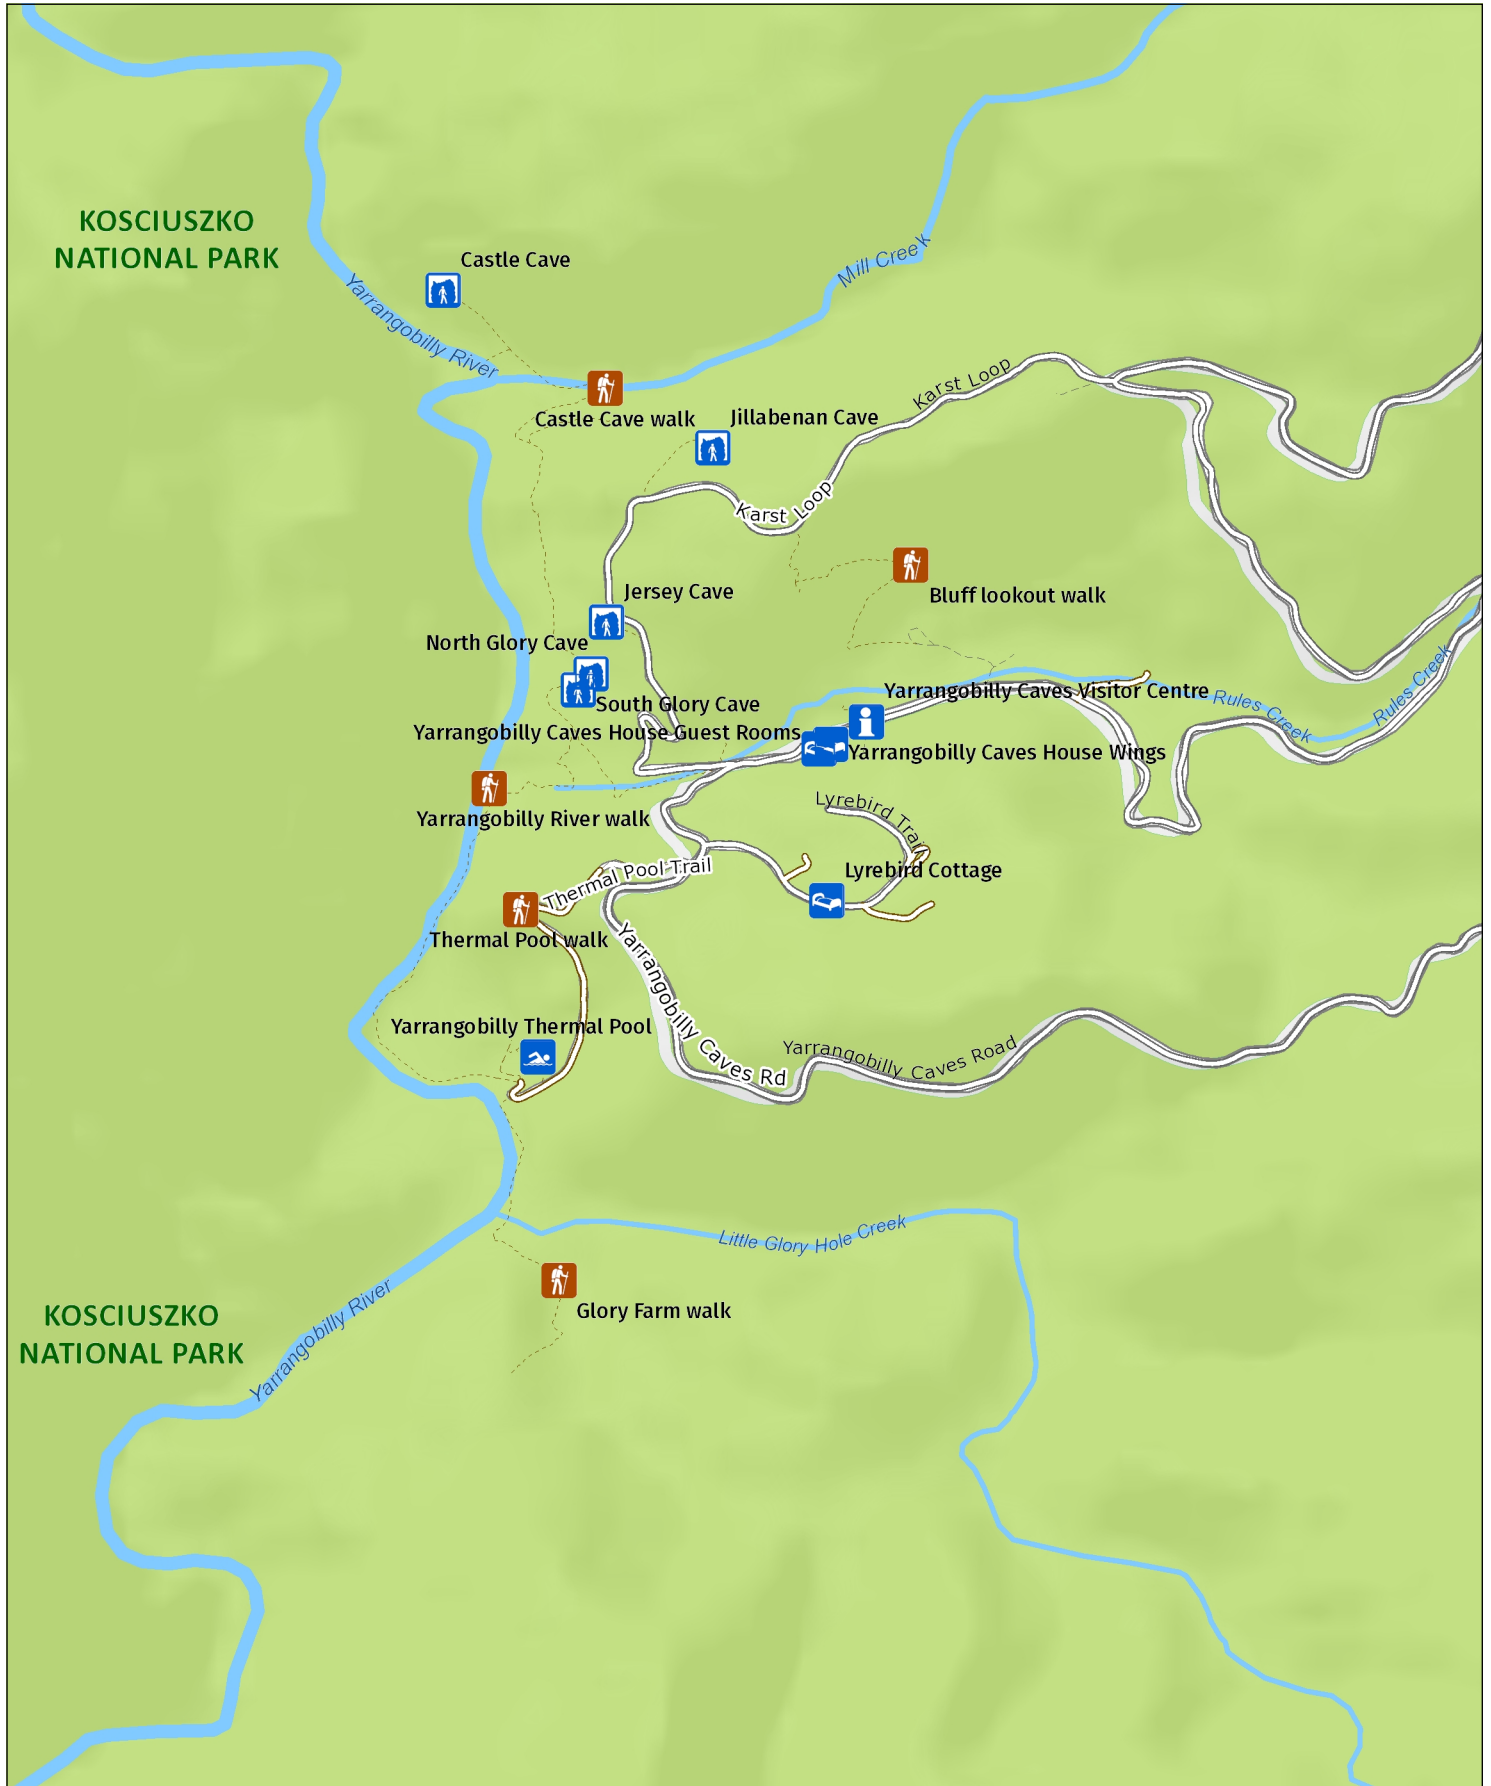 KOSCIUSZKO
NATIONAL PARK
Mill Creek
Castle Cave
Yarrangobilly River
Karst Loop
Castle Cave walk
Jillabenan Cave
Karst Loop
Bluff lookout walk
Jersey Cave
North Glory Cave
South Glory Cave
Yarrangobilly Caves Visitor Centre
Rules Creek
Rules Creek
Yarrangobilly Caves House Guest Rooms
Yarrangobilly Caves House Wings
Lyrebird Trail
Yarrangobilly River walk
Thermal Pool Trail
Lyrebird Cottage
Thermal Pool walk
Yarrangobilly Caves Rd
Yarrangobilly Thermal Pool
Yarrangobilly Caves Road
Little Glory Hole Creek
Glory Farm walk
KOSCIUSZKO
NATIONAL PARK
Yarrangobilly River